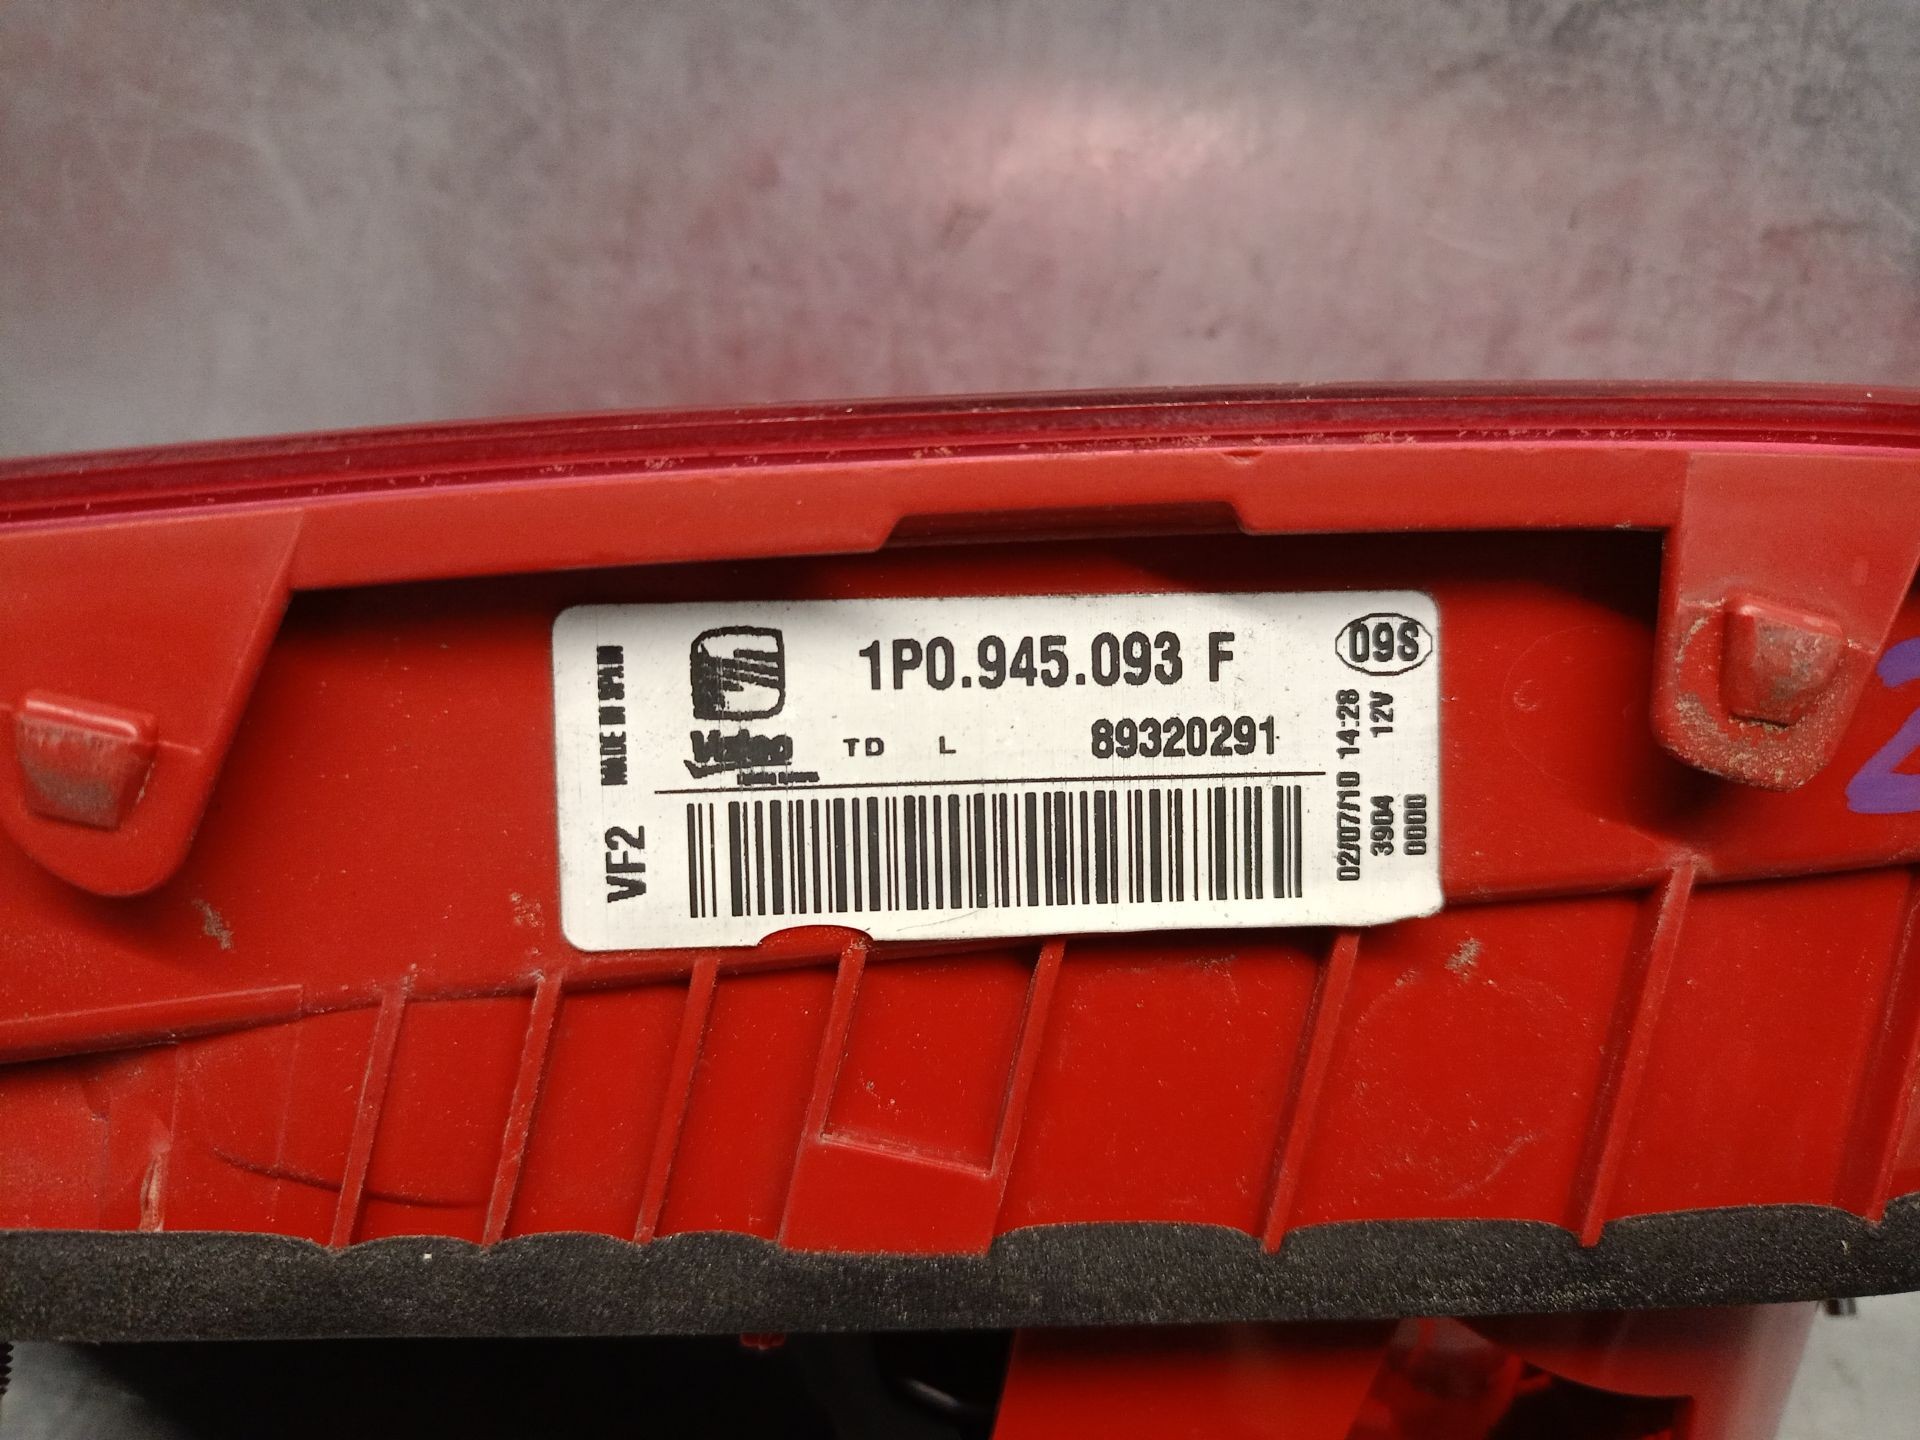 1P0.945.093 F
09S
Valeo
TD L 89320291
MADE IN SPAIN
VF2
02/07/10 14:28
3904 12V
0000